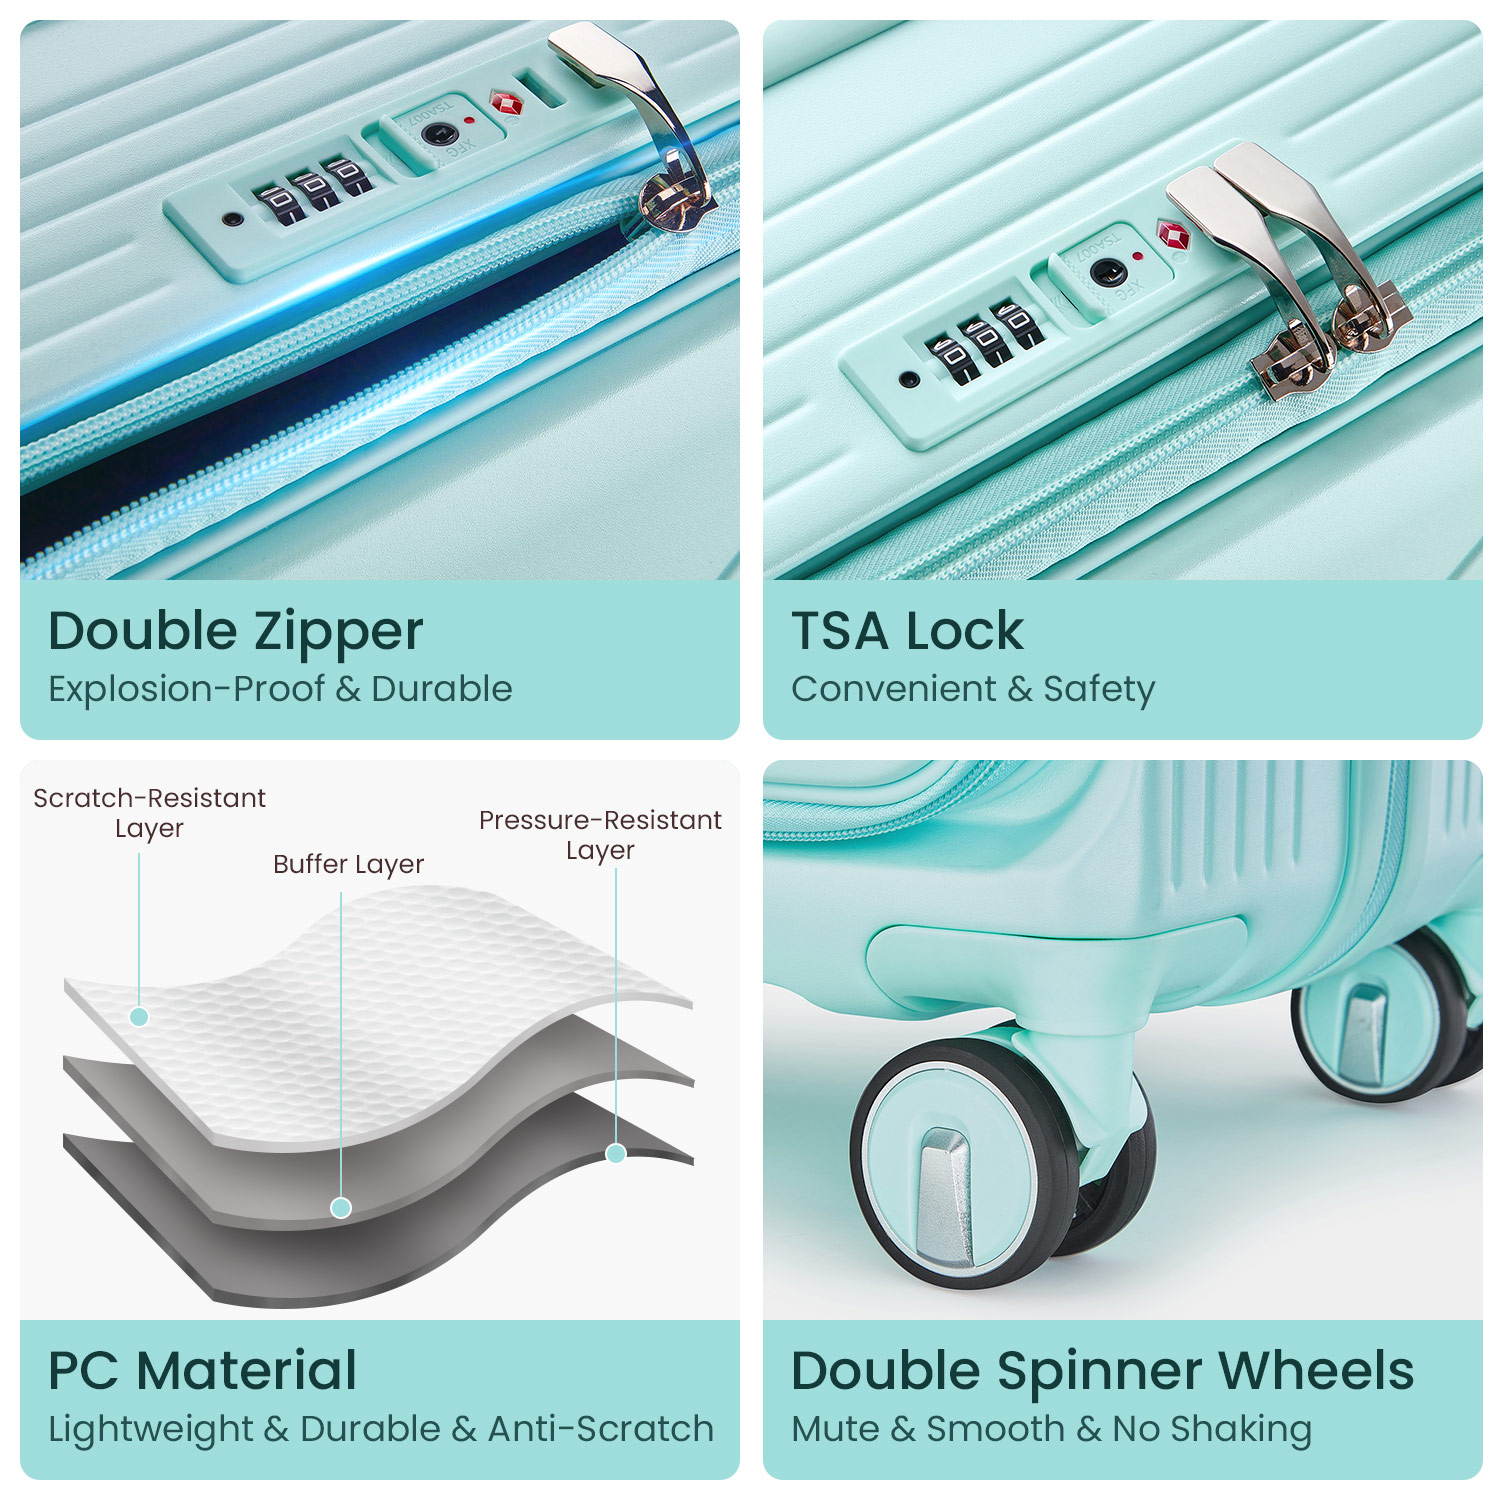 TSA007
XFG
000
Double Zipper
Explosion-Proof & Durable
TSA007
XFG
000
TSA Lock
Convenient & Safety
Scratch-Resistant
Layer
Buffer Layer
Pressure-Resistant
Layer
PC Material
Lightweight & Durable & Anti-Scratch
Double Spinner Wheels
Mute & Smooth & No Shaking